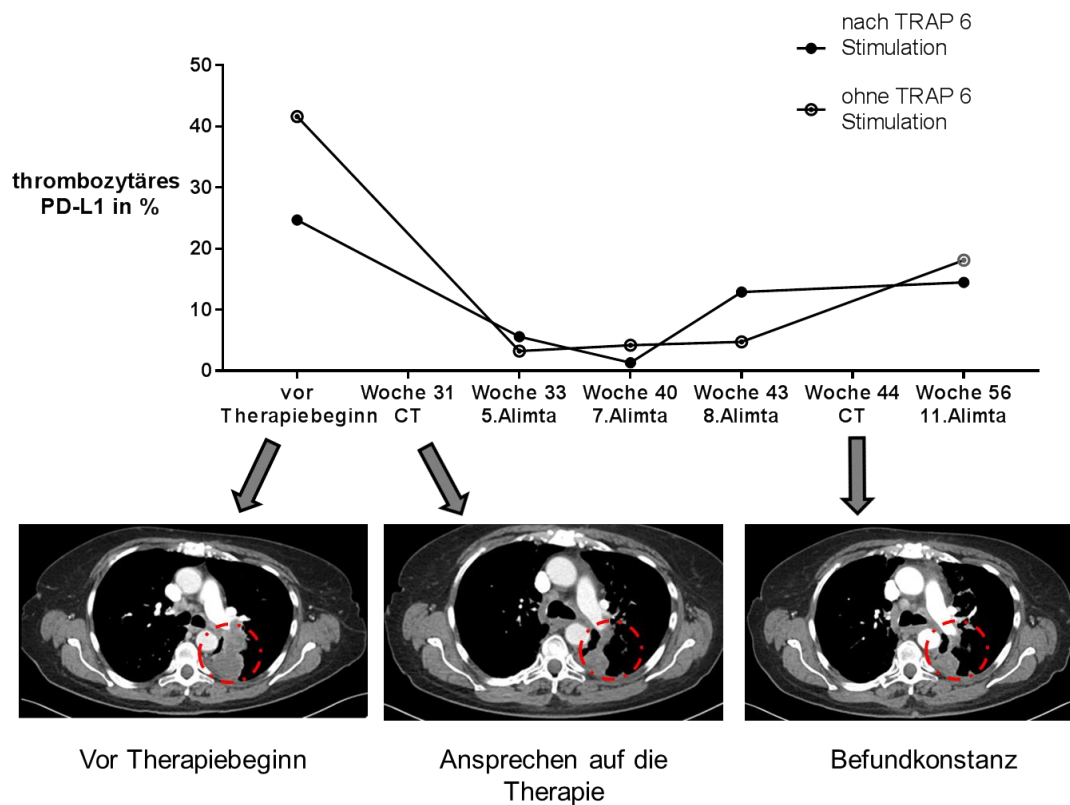 nach TRAP 6
Stimulation
ohne TRAP 6
Stimulation
thrombozytäres
PD-L1 in %
50
40
30
20
10
0
vor
Therapiebeginn
Woche 31
CT
Woche 33
5.Alimta
Woche 40
7.Alimta
Woche 43
8.Alimta
Woche 44
CT
Woche 56
11.Alimta
Vor Therapiebeginn
Ansprechen auf die
Therapie
Befundkonstanz